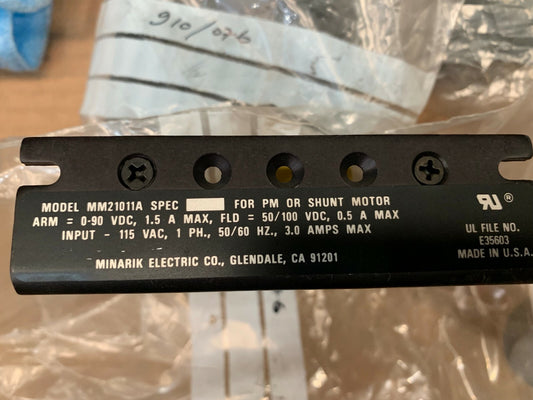 910/076
MODEL MM21011A SPEC FOR PM OR SHUNT MOTOR
ARM = 0-90 VDC, 1.5 A MAX, FLD = 50/100 VDC, 0.5 A MAX
INPUT - 115 VAC, 1 PH., 50/60 HZ., 3.0 AMPS MAX
MINARIK ELECTRIC CO., GLENDALE, CA 91201
®
UL FILE NO.
E35603
MADE IN U.S.A.